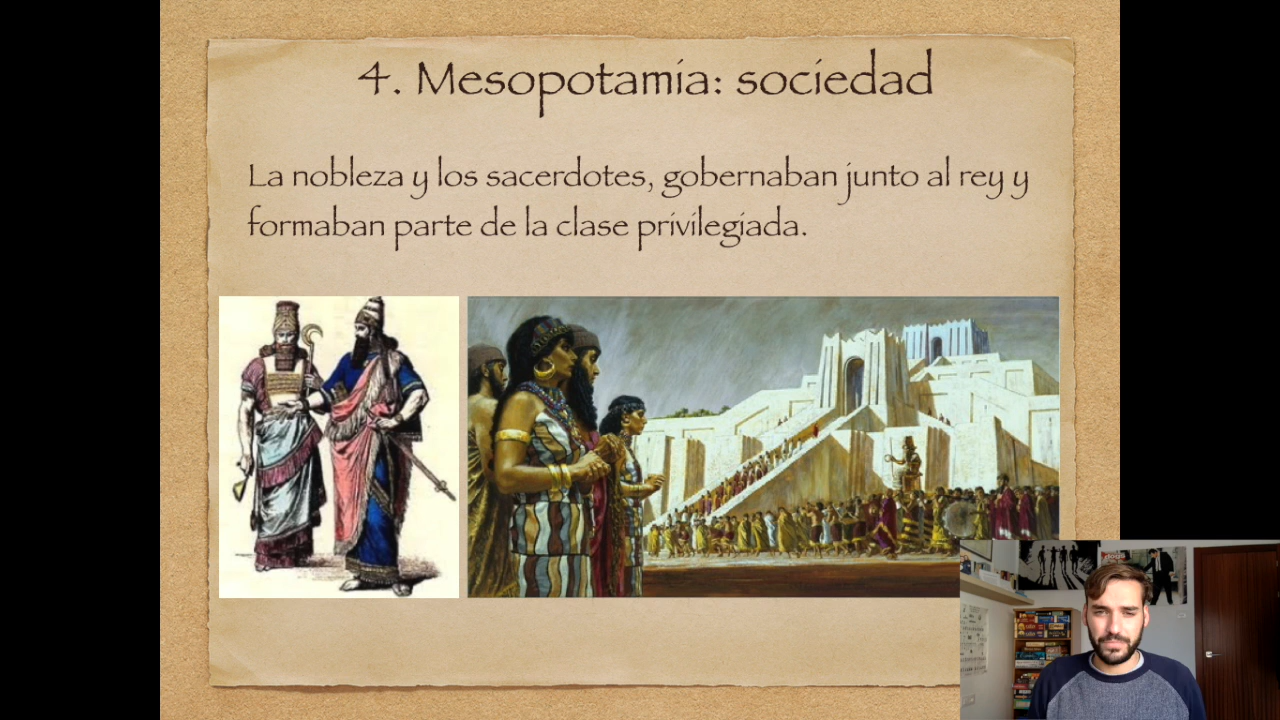 4. Mesopotamia: sociedad
La nobleza y los sacerdotes, gobernaban junto al rey y
formaban parte de la clase privilegiada.